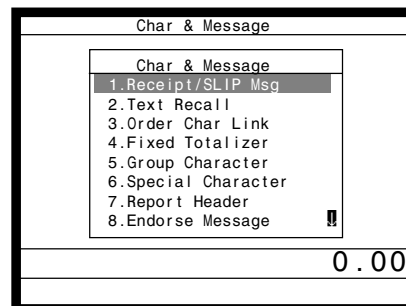 Char & Message
Char & Message
1.Receipt/SLIP Msg
2.Text Recall
3.Order Char Link
4.Fixed Totalizer
5.Group Character
6.Special Character
7.Report Header
8.Endorse Message
0.00